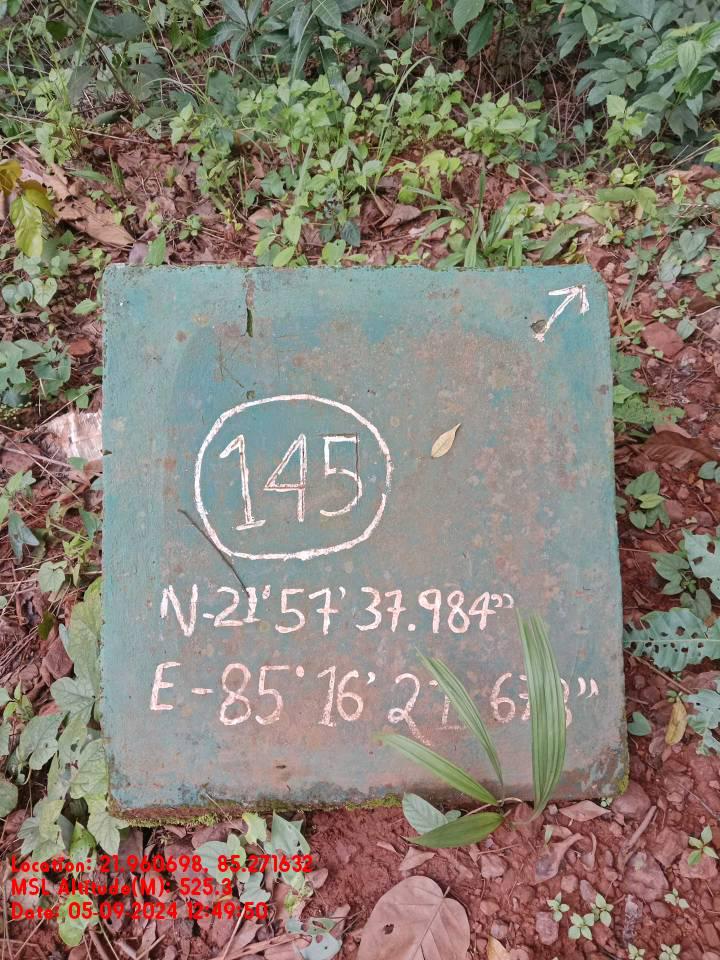 145
N-21°57' 37.984"
E-85°16'
Location: 21.960698, 85.271632
MSL Altitude(M): 525.3
Date: 05-09-2024 12:49:50